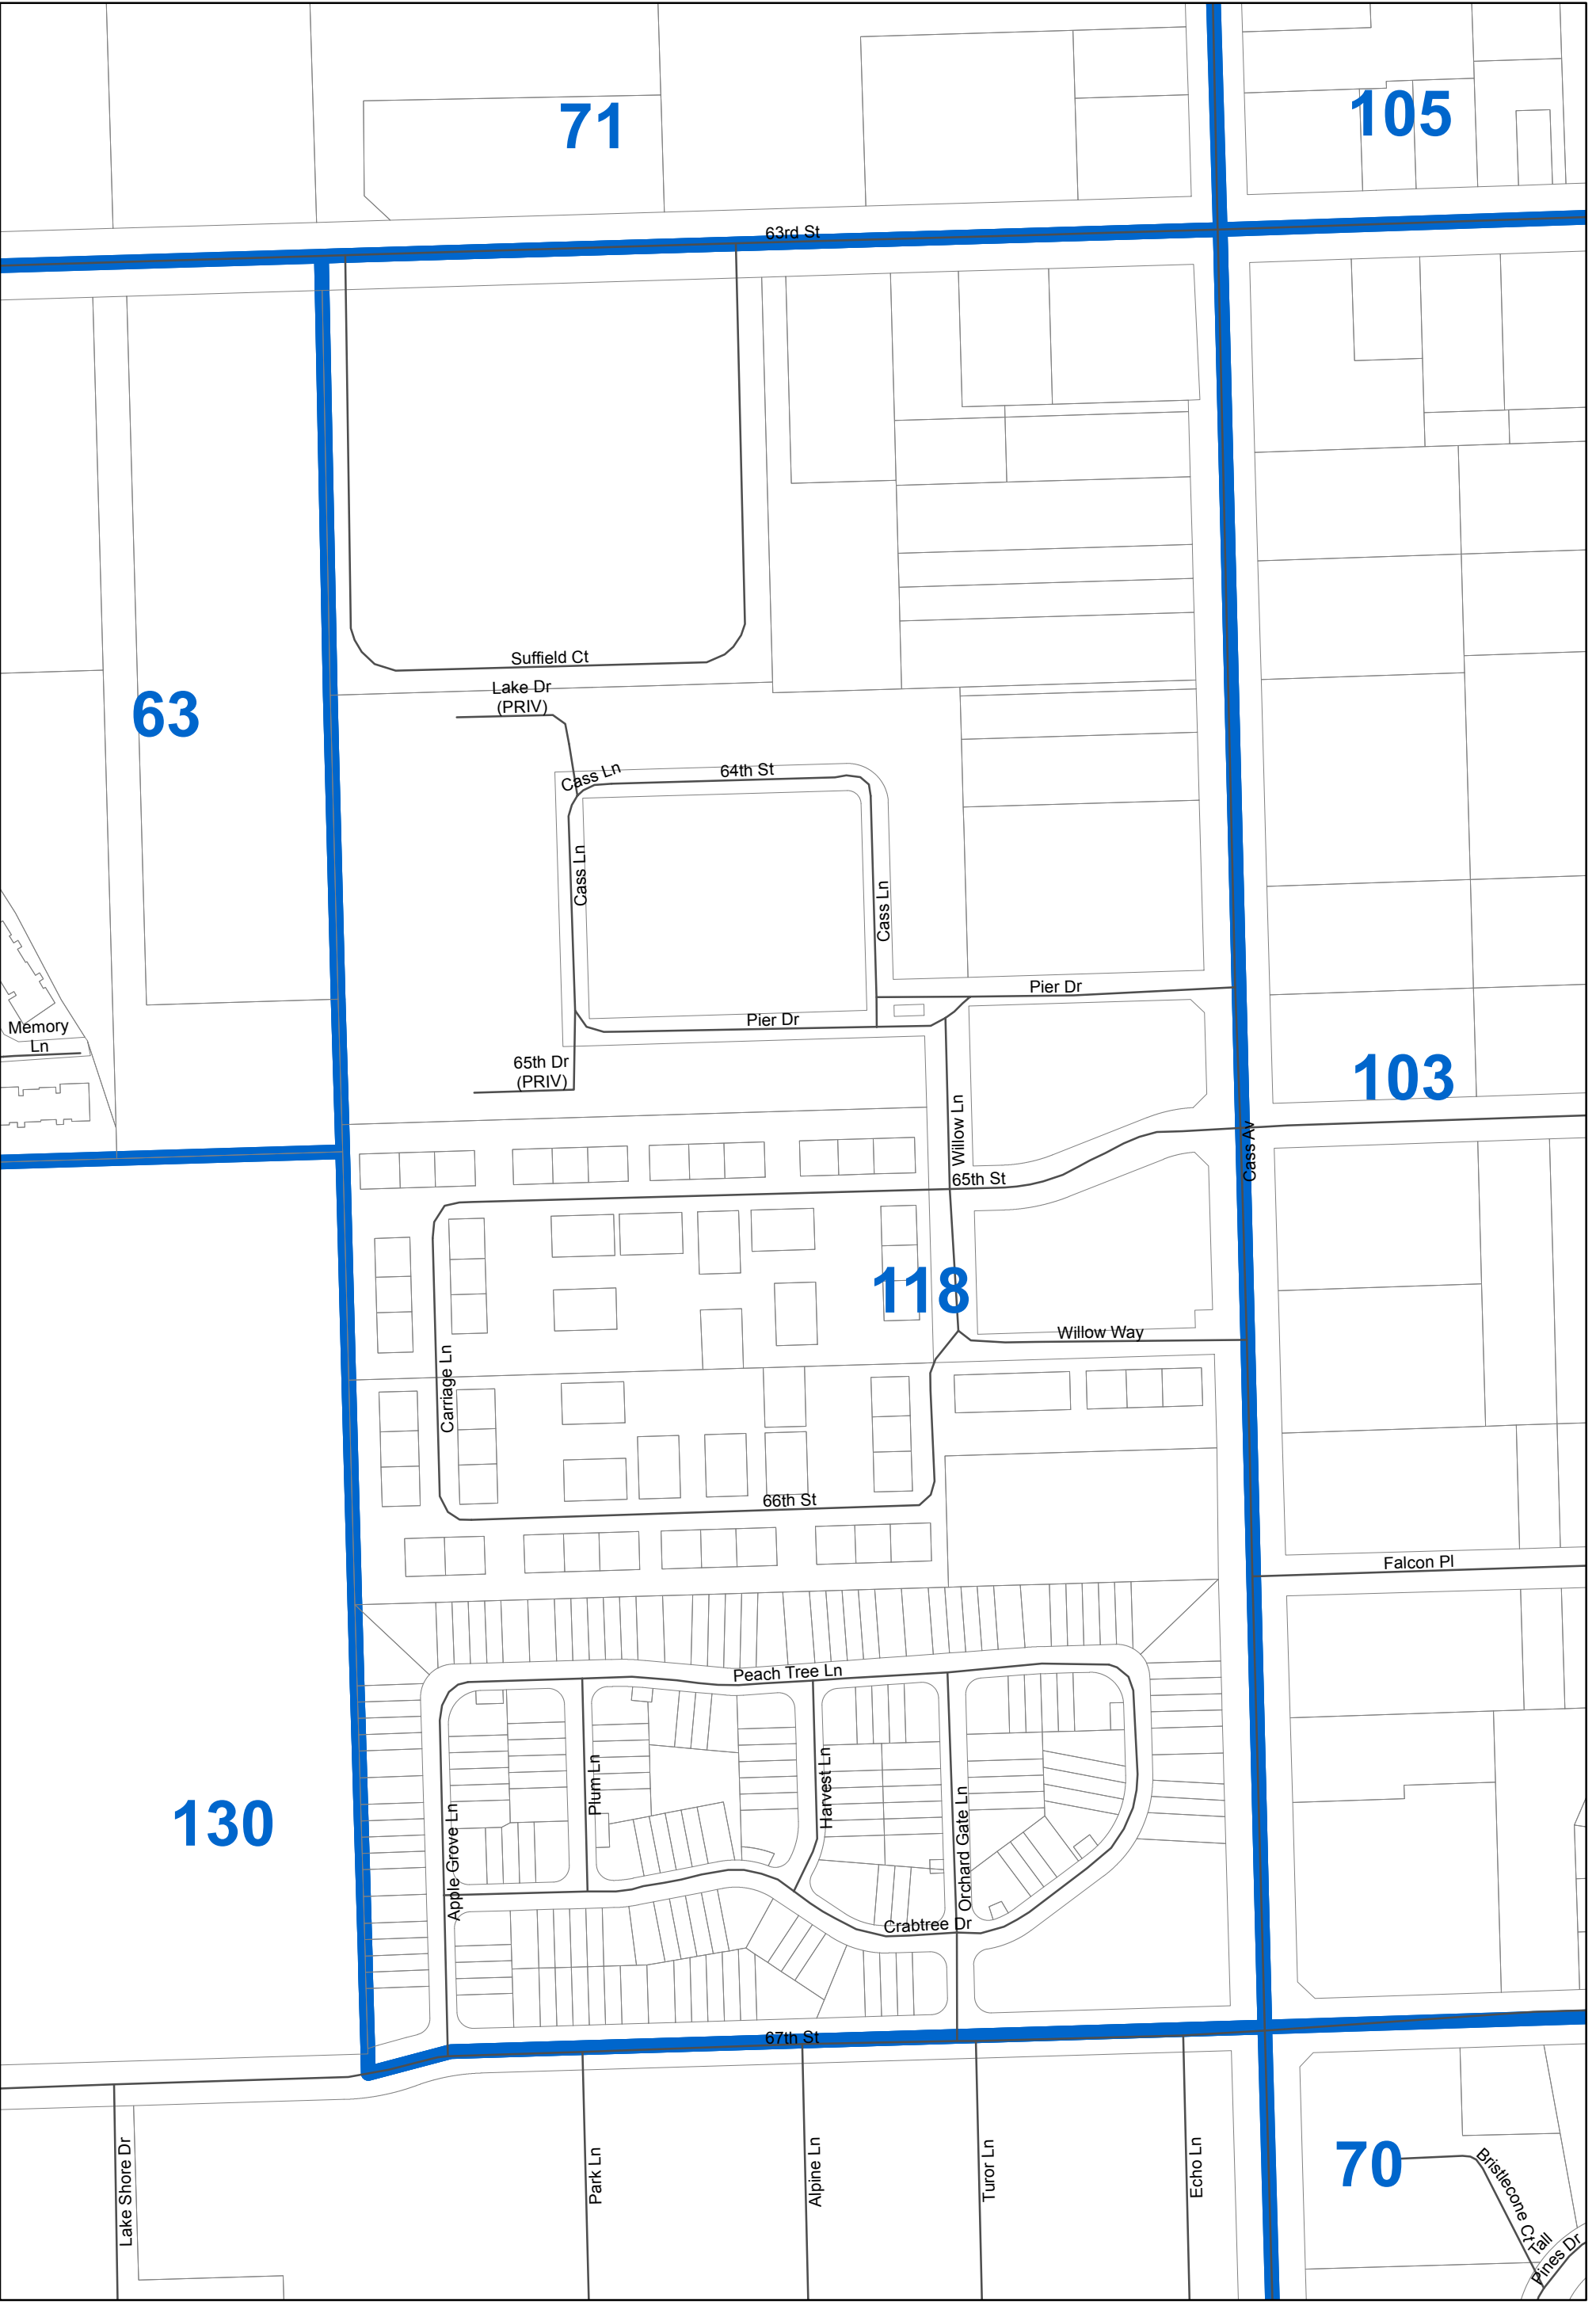 71
105
63rd St
Suffield Ct
Lake Dr
(PRIV)
63
Cass Ln
64th St
Cass Ln
Cass Ln
Pier Dr
Pier Dr
Memory
Ln
65th Dr
(PRIV)
103
Willow Ln
Cass Av
65th St
118
Willow Way
Carriage Ln
66th St
Falcon Pl
Peach Tree Ln
Plum Ln
Harvest Ln
Orchard Gate Ln
Apple Grove Ln
130
Crabtree Dr
67th St
Lake Shore Dr
Park Ln
Alpine Ln
Turor Ln
Echo Ln
70
Bristlecone Ct
Tall
Pines Dr